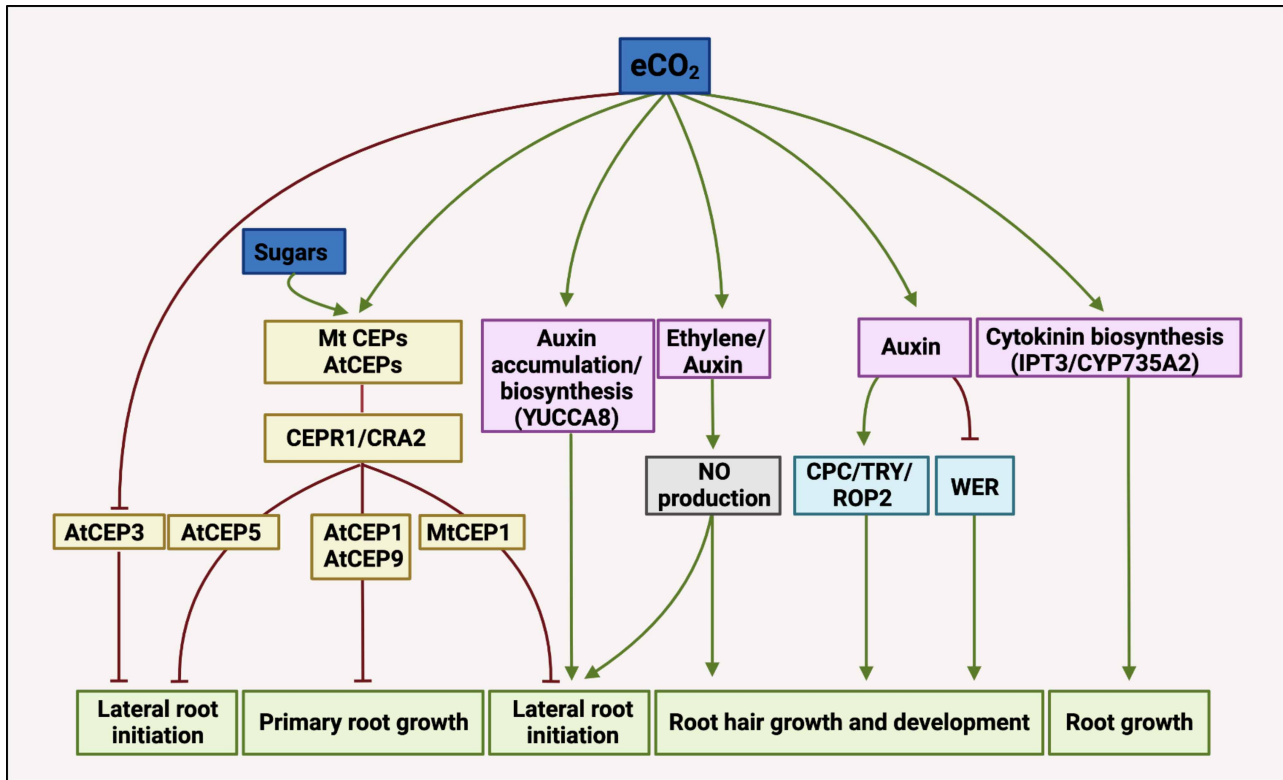 eCO₂
Sugars
Mt CEPs
AtCEPs
Auxin
accumulation/
biosynthesis
(YUCCA8)
Ethylene/
Auxin
Auxin
Cytokinin biosynthesis
(IPT3/CYP735A2)
CEPR1/CRA2
NO
production
CPC/TRY/
ROP2
WER
AtCEP3
AtCEP5
AtCEP1
AtCEP9
MtCEP1
Lateral root
initiation
Primary root growth
Lateral root
initiation
Root hair growth and development
Root growth